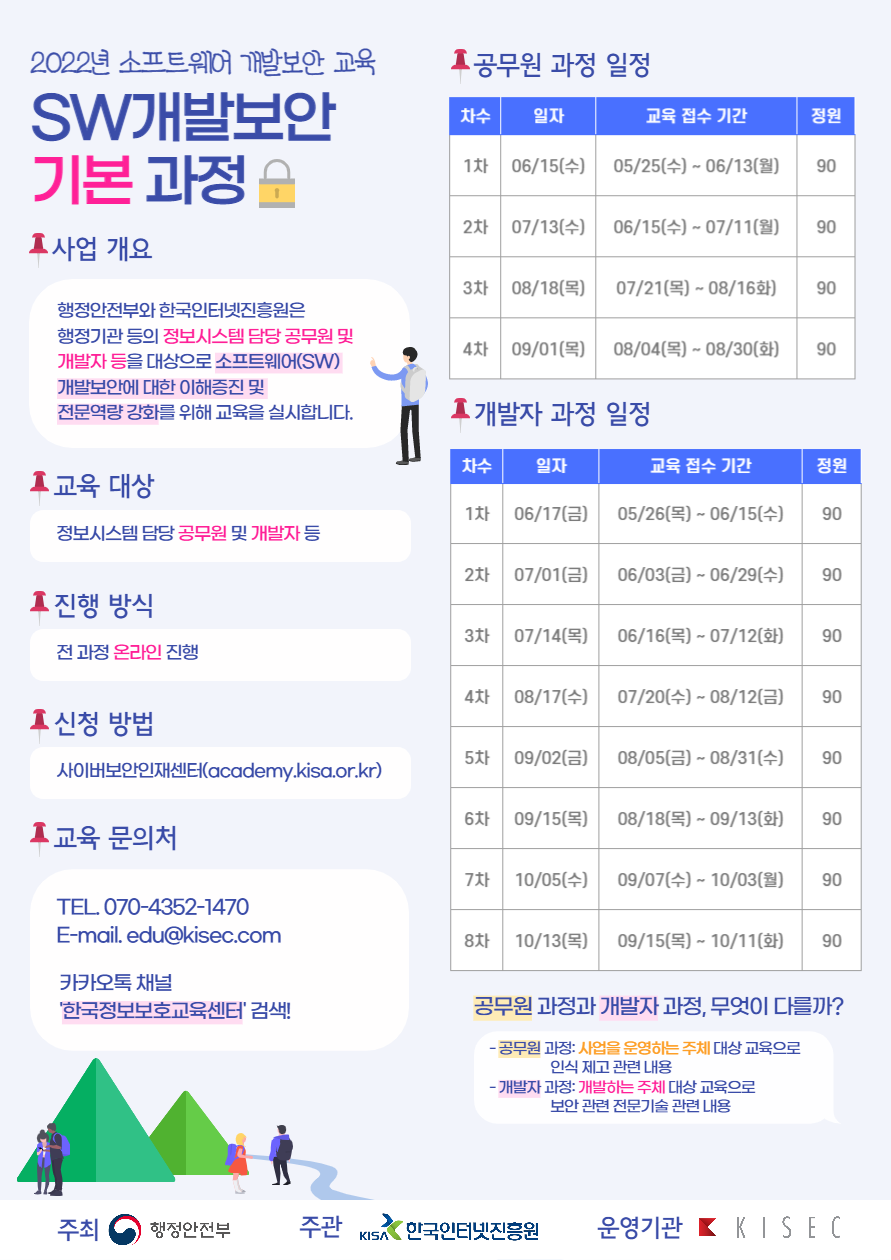 2022년 소프트웨어 개발보안 교육
SW개발보안
기본 과정
사업 개요
행정안전부와 한국인터넷진흥원은
행정기관 등의 정보시스템 담당 공무원 및
개발자 등을 대상으로 소프트웨어(SW)
개발보안에 대한 이해증진 및
전문역량 강화를 위해 교육을 실시합니다.
교육 대상
정보시스템 담당 공무원 및 개발자 등
진행 방식
전 과정 온라인 진행
신청 방법
사이버보안인재센터(academy.kisa.or.kr)
교육 문의처
TEL. 070-4352-1470
E-mail. edu@kisec.com
카카오톡 채널
'한국정보보호교육센터' 검색!
공무원 과정 일정
차수 일자 교육 접수 기간 정원
1차 06/15(수) 05/25(수) ~ 06/13(월) 90
2차 07/13(수) 06/15(수) ~ 07/11(월) 90
3차 08/18(목) 07/21(목) ~ 08/16화) 90
4차 09/01(목) 08/04(목) ~ 08/30(화) 90
개발자 과정 일정
차수 일자 교육 접수 기간 정원
1차 06/17(금) 05/26(목) ~ 06/15(수) 90
2차 07/01(금) 06/03(금) ~ 06/29(수) 90
3차 07/14(목) 06/16(목) ~ 07/12(화) 90
4차 08/17(수) 07/20(수) ~ 08/12(금) 90
5차 09/02(금) 08/05(금) ~ 08/31(수) 90
6차 09/15(목) 08/18(목) ~ 09/13(화) 90
7차 10/05(수) 09/07(수) ~ 10/03(월) 90
8차 10/13(목) 09/15(목) ~ 10/11(화) 90
공무원 과정과 개발자 과정, 무엇이 다를까?
- 공무원 과정: 사업을 운영하는 주체 대상 교육으로
인식 제고 관련 내용
- 개발자 과정: 개발하는 주체 대상 교육으로
보안 관련 전문기술 관련 내용
주최 행정안전부 주관 KISA 한국인터넷진흥원 운영기관 KISEC